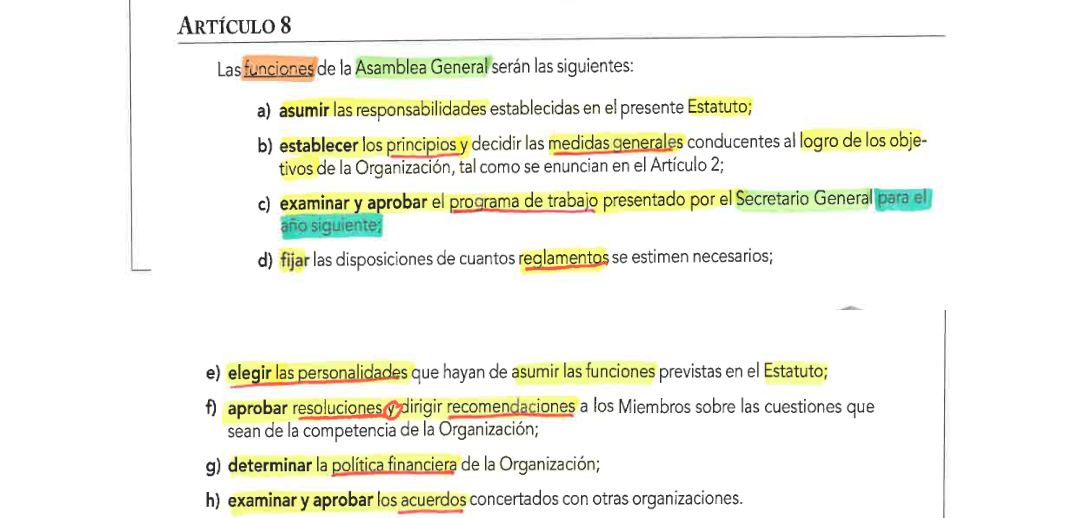 ARTÍCULO 8
Las funciones de la Asamblea General serán las siguientes:
a) asumir las responsabilidades establecidas en el presente Estatuto;
b) establecer los principios y decidir las medidas generales conducentes al logro de los obje-
tivos de la Organización, tal como se enuncian en el Artículo 2;
c) examinar y aprobar el programa de trabajo presentado por el Secretario General para el
año siguiente;
d) fijar las disposiciones de cuantos reglamentos se estimen necesarios;
e) elegir las personalidades que hayan de asumir las funciones previstas en el Estatuto;
f) aprobar resoluciones y dirigir recomendaciones a los Miembros sobre las cuestiones que
sean de la competencia de la Organización;
g) determinar la política financiera de la Organización;
h) examinar y aprobar los acuerdos concertados con otras organizaciones.